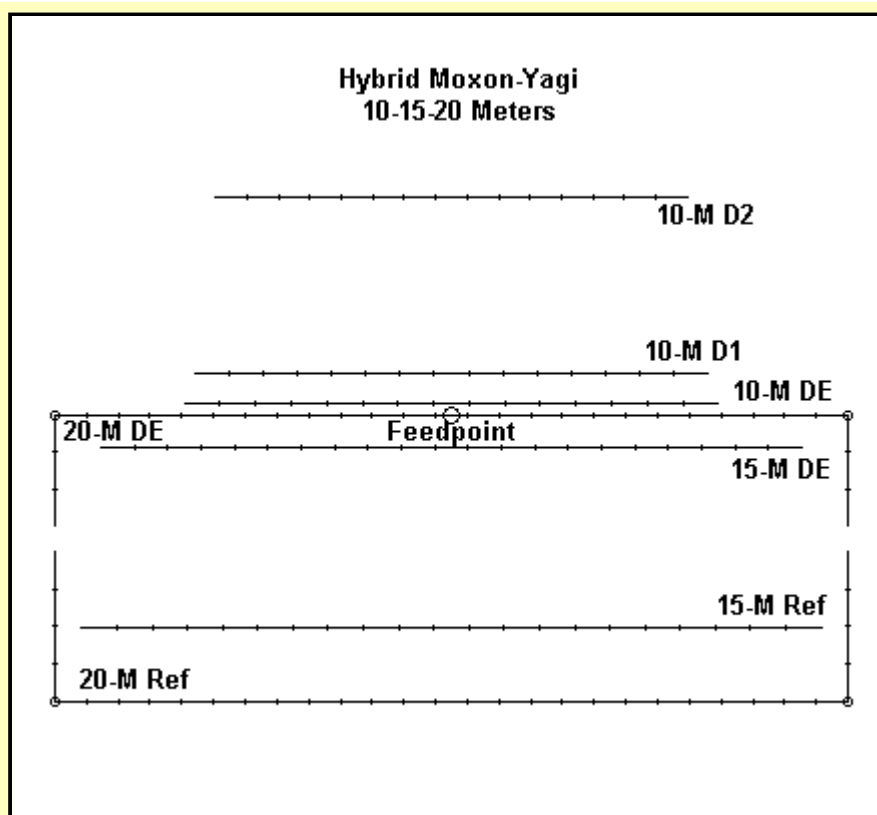 Hybrid Moxon-Yagi
10-15-20 Meters
10-M D2
10-M D1
10-M DE
20-M DE
Feedpoint
15-M DE
15-M Ref
20-M Ref